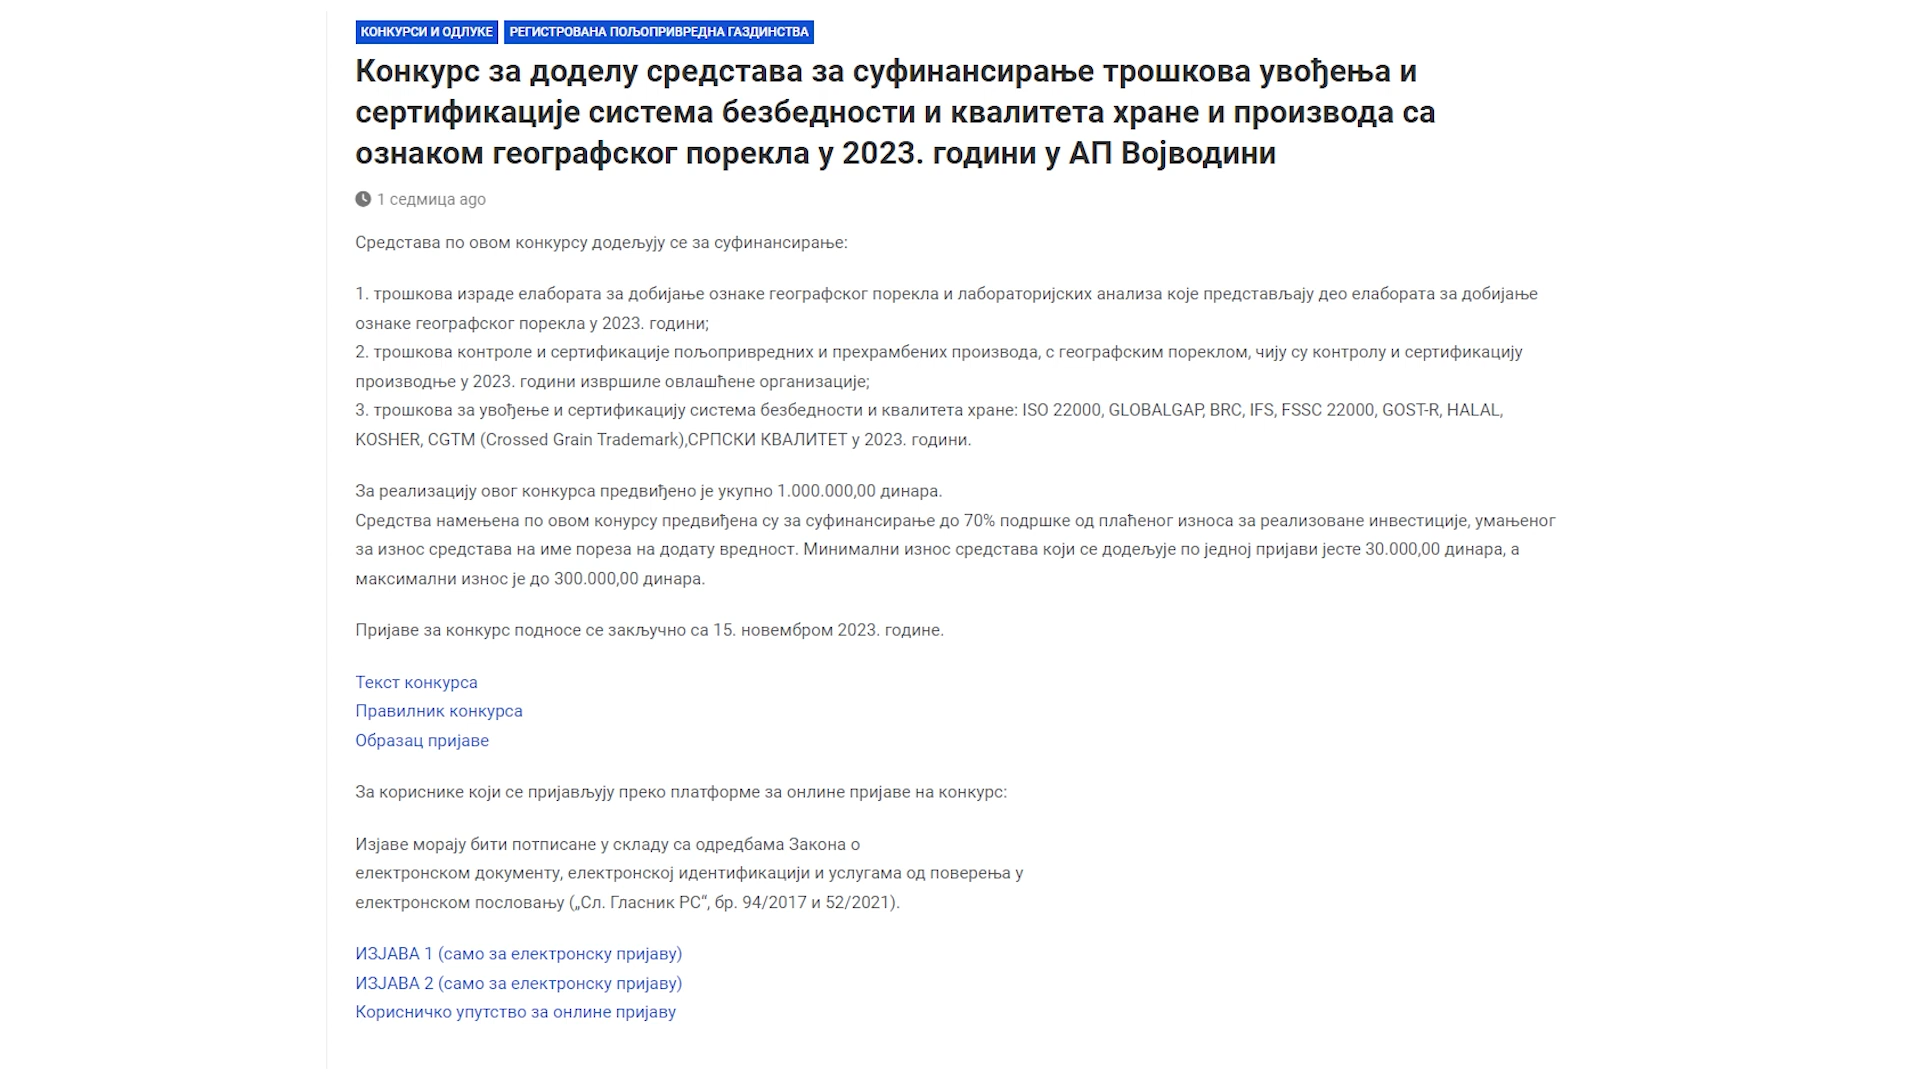 КОНКУРСИ И ОДЛУКЕ РЕГИСТРОВАНА ПОЉОПРИВРЕДНА ГАЗДИНСТВА
Конкурс за доделу средстава за суфинансирање трошкова увођења и
сертификације система безбедности и квалитета хране и производа са
ознаком географског порекла у 2023. години у АП Војводини
1 седмица ago
Средстава по овом конкурсу додељују се за суфинансирање:
1. трошкова израде елабората за добијање ознаке географског порекла и лабораторијских анализа које представљају део елабората за добијање
ознаке географског порекла у 2023. години;
2. трошкова контроле и сертификације пољопривредних и прехрамбених производа, с географским пореклом, чију су контролу и сертификацију
производње у 2023. години извршиле овлашћене организације;
3. трошкова за увођење и сертификацију система безбедности и квалитета хране: ISO 22000, GLOBALGAP, BRC, IFS, FSSC 22000, GOST-R, HALAL,
KOSHER, CGTM (Crossed Grain Trademark),СРПСКИ КВАЛИТЕТ у 2023. години.
За реализацију овог конкурса предвиђено је укупно 1.000.000,00 динара.
Средства намењена по овом конурсу предвиђена су за суфинансирање до 70% подршке од плаћеног износа за реализоване инвестиције, умањеног
за износ средстава на име пореза на додату вредност. Минимални износ средстава који се додељује по једној пријави јесте 30.000,00 динара, а
максимални износ је до 300.000,00 динара.
Пријаве за конкурс подносе се закључно са 15. новембром 2023. године.
Текст конкурса
Правилник конкурса
Образац пријаве
За кориснике који се пријављују преко платформе за онлине пријаве на конкурс:
Изјаве морају бити потписане у складу са одредбама Закона о
електронском документу, електронској идентификацији и услугама од поверења у
електронском пословању („Сл. Гласник РС“, бр. 94/2017 и 52/2021).
ИЗЈАВА 1 (само за електронску пријаву)
ИЗЈАВА 2 (само за електронску пријаву)
Корисничко упутство за онлине пријаву